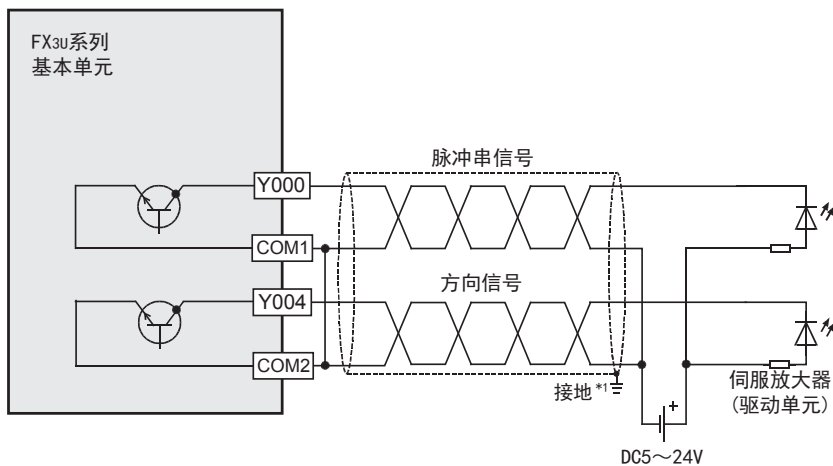 FX3U系列
基本单元
脉冲串信号
Y000
COM1
方向信号
Y004
COM2
接地 *1
伺服放大器
(驱动单元)
+
DC5～24V